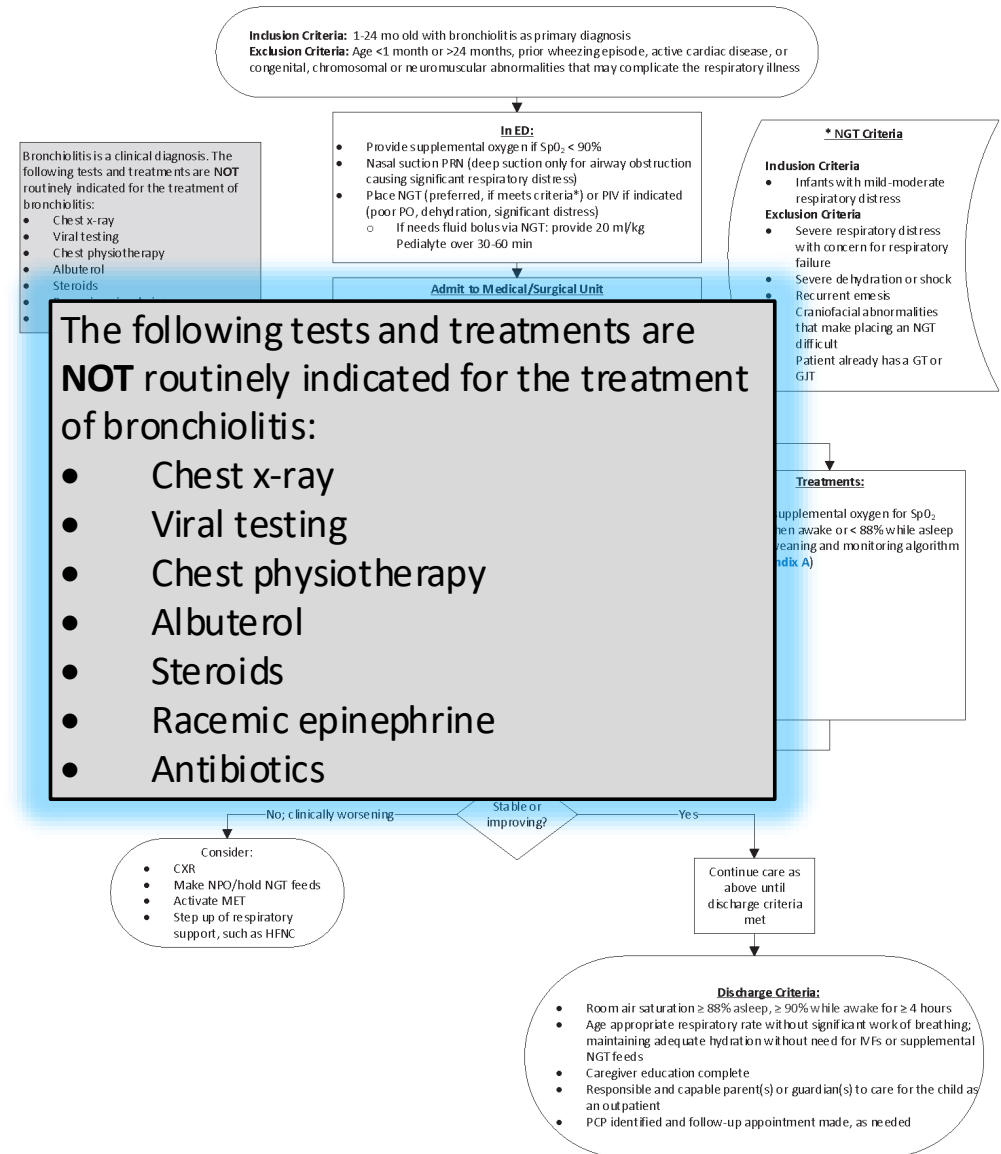 Inclusion Criteria: 1-24 mo old with bronchiolitis as primary diagnosis
Exclusion Criteria: Age <1 month or >24 months, prior wheezing episode, active cardiac disease, or
congenital, chromosomal or neuromuscular abnormalities that may complicate the respiratory illness
Bronchiolitis is a clinical diagnosis. The
following tests and treatments are NOT
routinely indicated for the treatment of
bronchiolitis:
• Chest x-ray
• Viral testing
• Chest physiotherapy
• Albuterol
• Steroids
In ED:
• Provide supplemental oxygen if Sp0₂ < 90%
• Nasal suction PRN (deep suction only for airway obstruction
causing significant respiratory distress)
• Place NGT (preferred, if meets criteria*) or PIV if indicated
(poor PO, dehydration, significant distress)
o If needs fluid bolus via NGT: provide 20 ml/kg
Pedialyte over 30-60 min
* NGT Criteria
Inclusion Criteria
• Infants with mild-moderate
respiratory distress
Exclusion Criteria
• Severe respiratory distress
with concern for respiratory
failure
• Severe dehydration or shock
• Recurrent emesis
Craniofacial abnormalities
that make placing an NGT
difficult
Patient already has a GT or
GJT
Admit to Medical/Surgical Unit
The following tests and treatments are
NOT routinely indicated for the treatment
of bronchiolitis:
• Chest x-ray
• Viral testing
• Chest physiotherapy
• Albuterol
• Steroids
• Racemic epinephrine
• Antibiotics
Treatments:
supplemental oxygen for Sp0₂
awake or < 88% while asleep
and monitoring algorithm
A)
Stable or
improving?
No; clinically worsening
Yes
Consider:
• CXR
• Make NPO/hold NGT feeds
• Activate MET
• Step up of respiratory
support, such as HFNC
Continue care as
above until
discharge criteria
met
Discharge Criteria:
• Room air saturation ≥ 88% asleep, ≥ 90% while awake for ≥ 4 hours
• Age appropriate respiratory rate without significant work of breathing;
maintaining adequate hydration without need for IVFs or supplemental
NGT feeds
• Caregiver education complete
• Responsible and capable parent(s) or guardian(s) to care for the child as
an outpatient
• PCP identified and follow-up appointment made, as needed